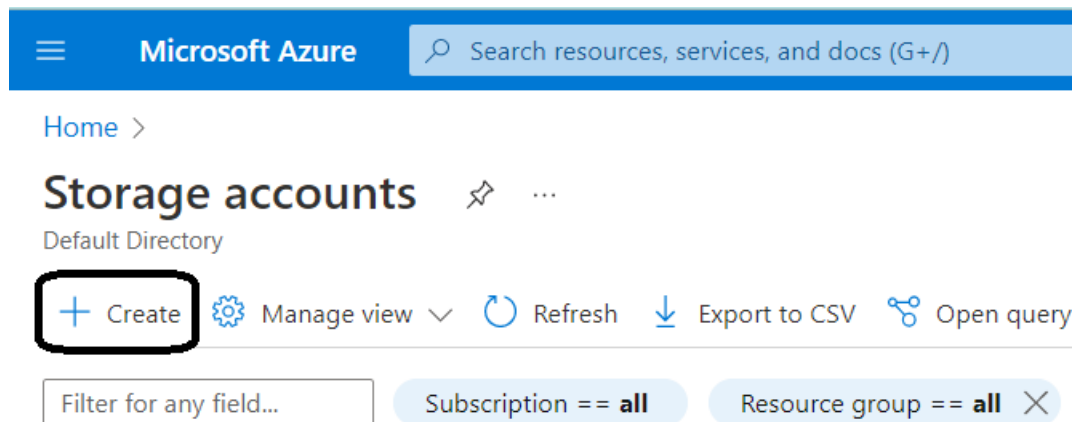 Microsoft Azure Search resources, services, and docs (G+/)
Home >
Storage accounts ...
Default Directory
+ Create Manage view Refresh Export to CSV Open query
Filter for any field... Subscription == all Resource group == all